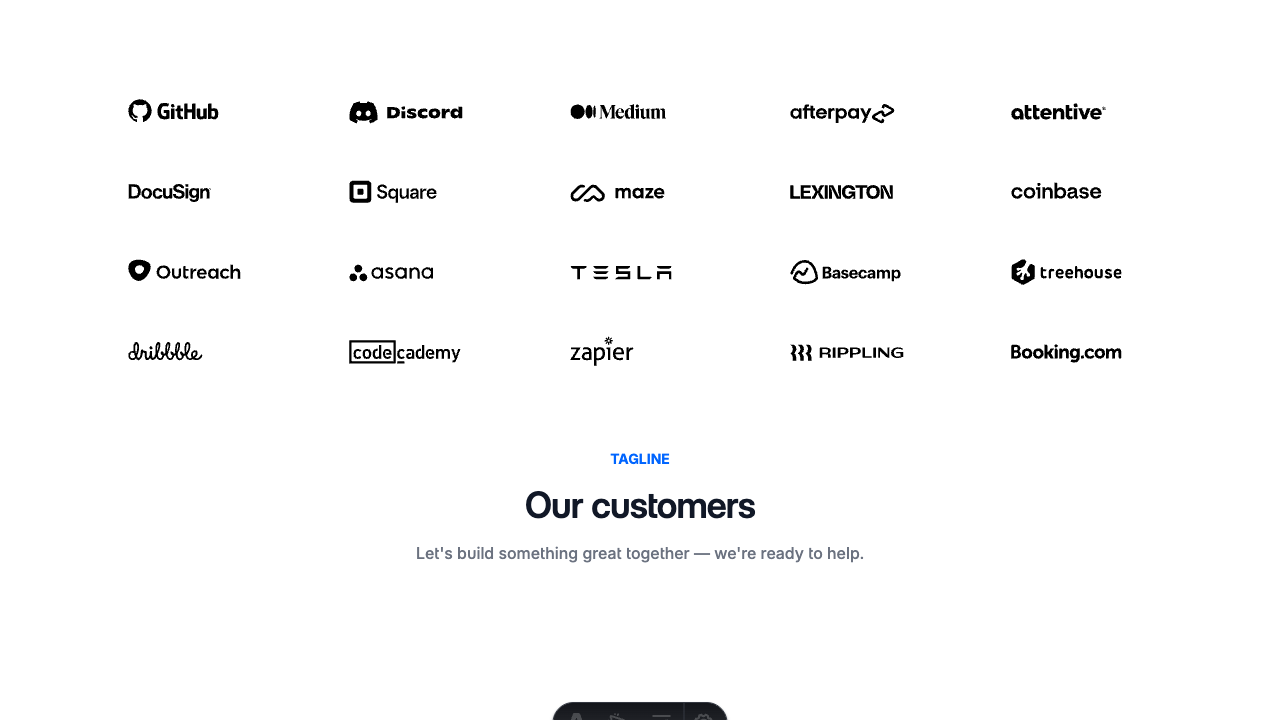 GitHub Discord Medium afterpay attentive
DocuSign Square maze LEXINGTON coinbase
Outreach asana TESLA Basecamp treehouse
dribbble codecademy zapier RIPPLING Booking.com
TAGLINE
Our customers
Let's build something great together — we're ready to help.